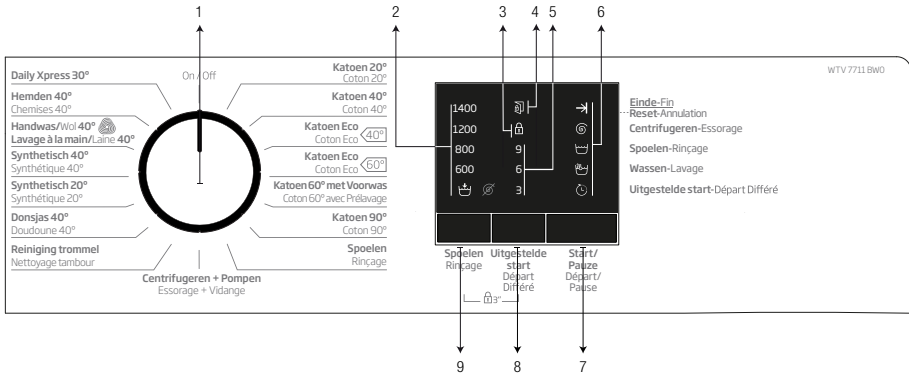 1
2
3
4
5
6
WTV 7711 BW0
On / Off
Daily Xpress 30°
Hemden 40°
Chemises 40°
Handwas/Wol 40°
Lavage à la main/Laine 40°
Synthetisch 40°
Synthétique 40°
Synthetisch 20°
Synthétique 20°
Donsjas 40°
Doudoune 40°
Reiniging trommel
Nettoyage tambour
Centrifugeren + Pompen
Essorage + Vidange
Katoen 20°
Coton 20°
Katoen 40°
Coton 40°
Katoen Eco
Coton Eco 40°
Katoen Eco
Coton Eco 60°
Katoen 60° met Voorwas
Coton 60° avec Prélavage
Katoen 90°
Coton 90°
Spoelen
Rinçage
1400
1200
800 9
600 6
3
Einde-Fin
Reset-Annulation
Centrifugeren-Essorage
Spoelen-Rinçage
Wassen-Lavage
Uitgestelde start-Départ Différé
Spoelen
Rinçage
Uitgestelde
start
Départ
Différé
Start/
Pauze
Départ/
Pause
3"
9
8
7